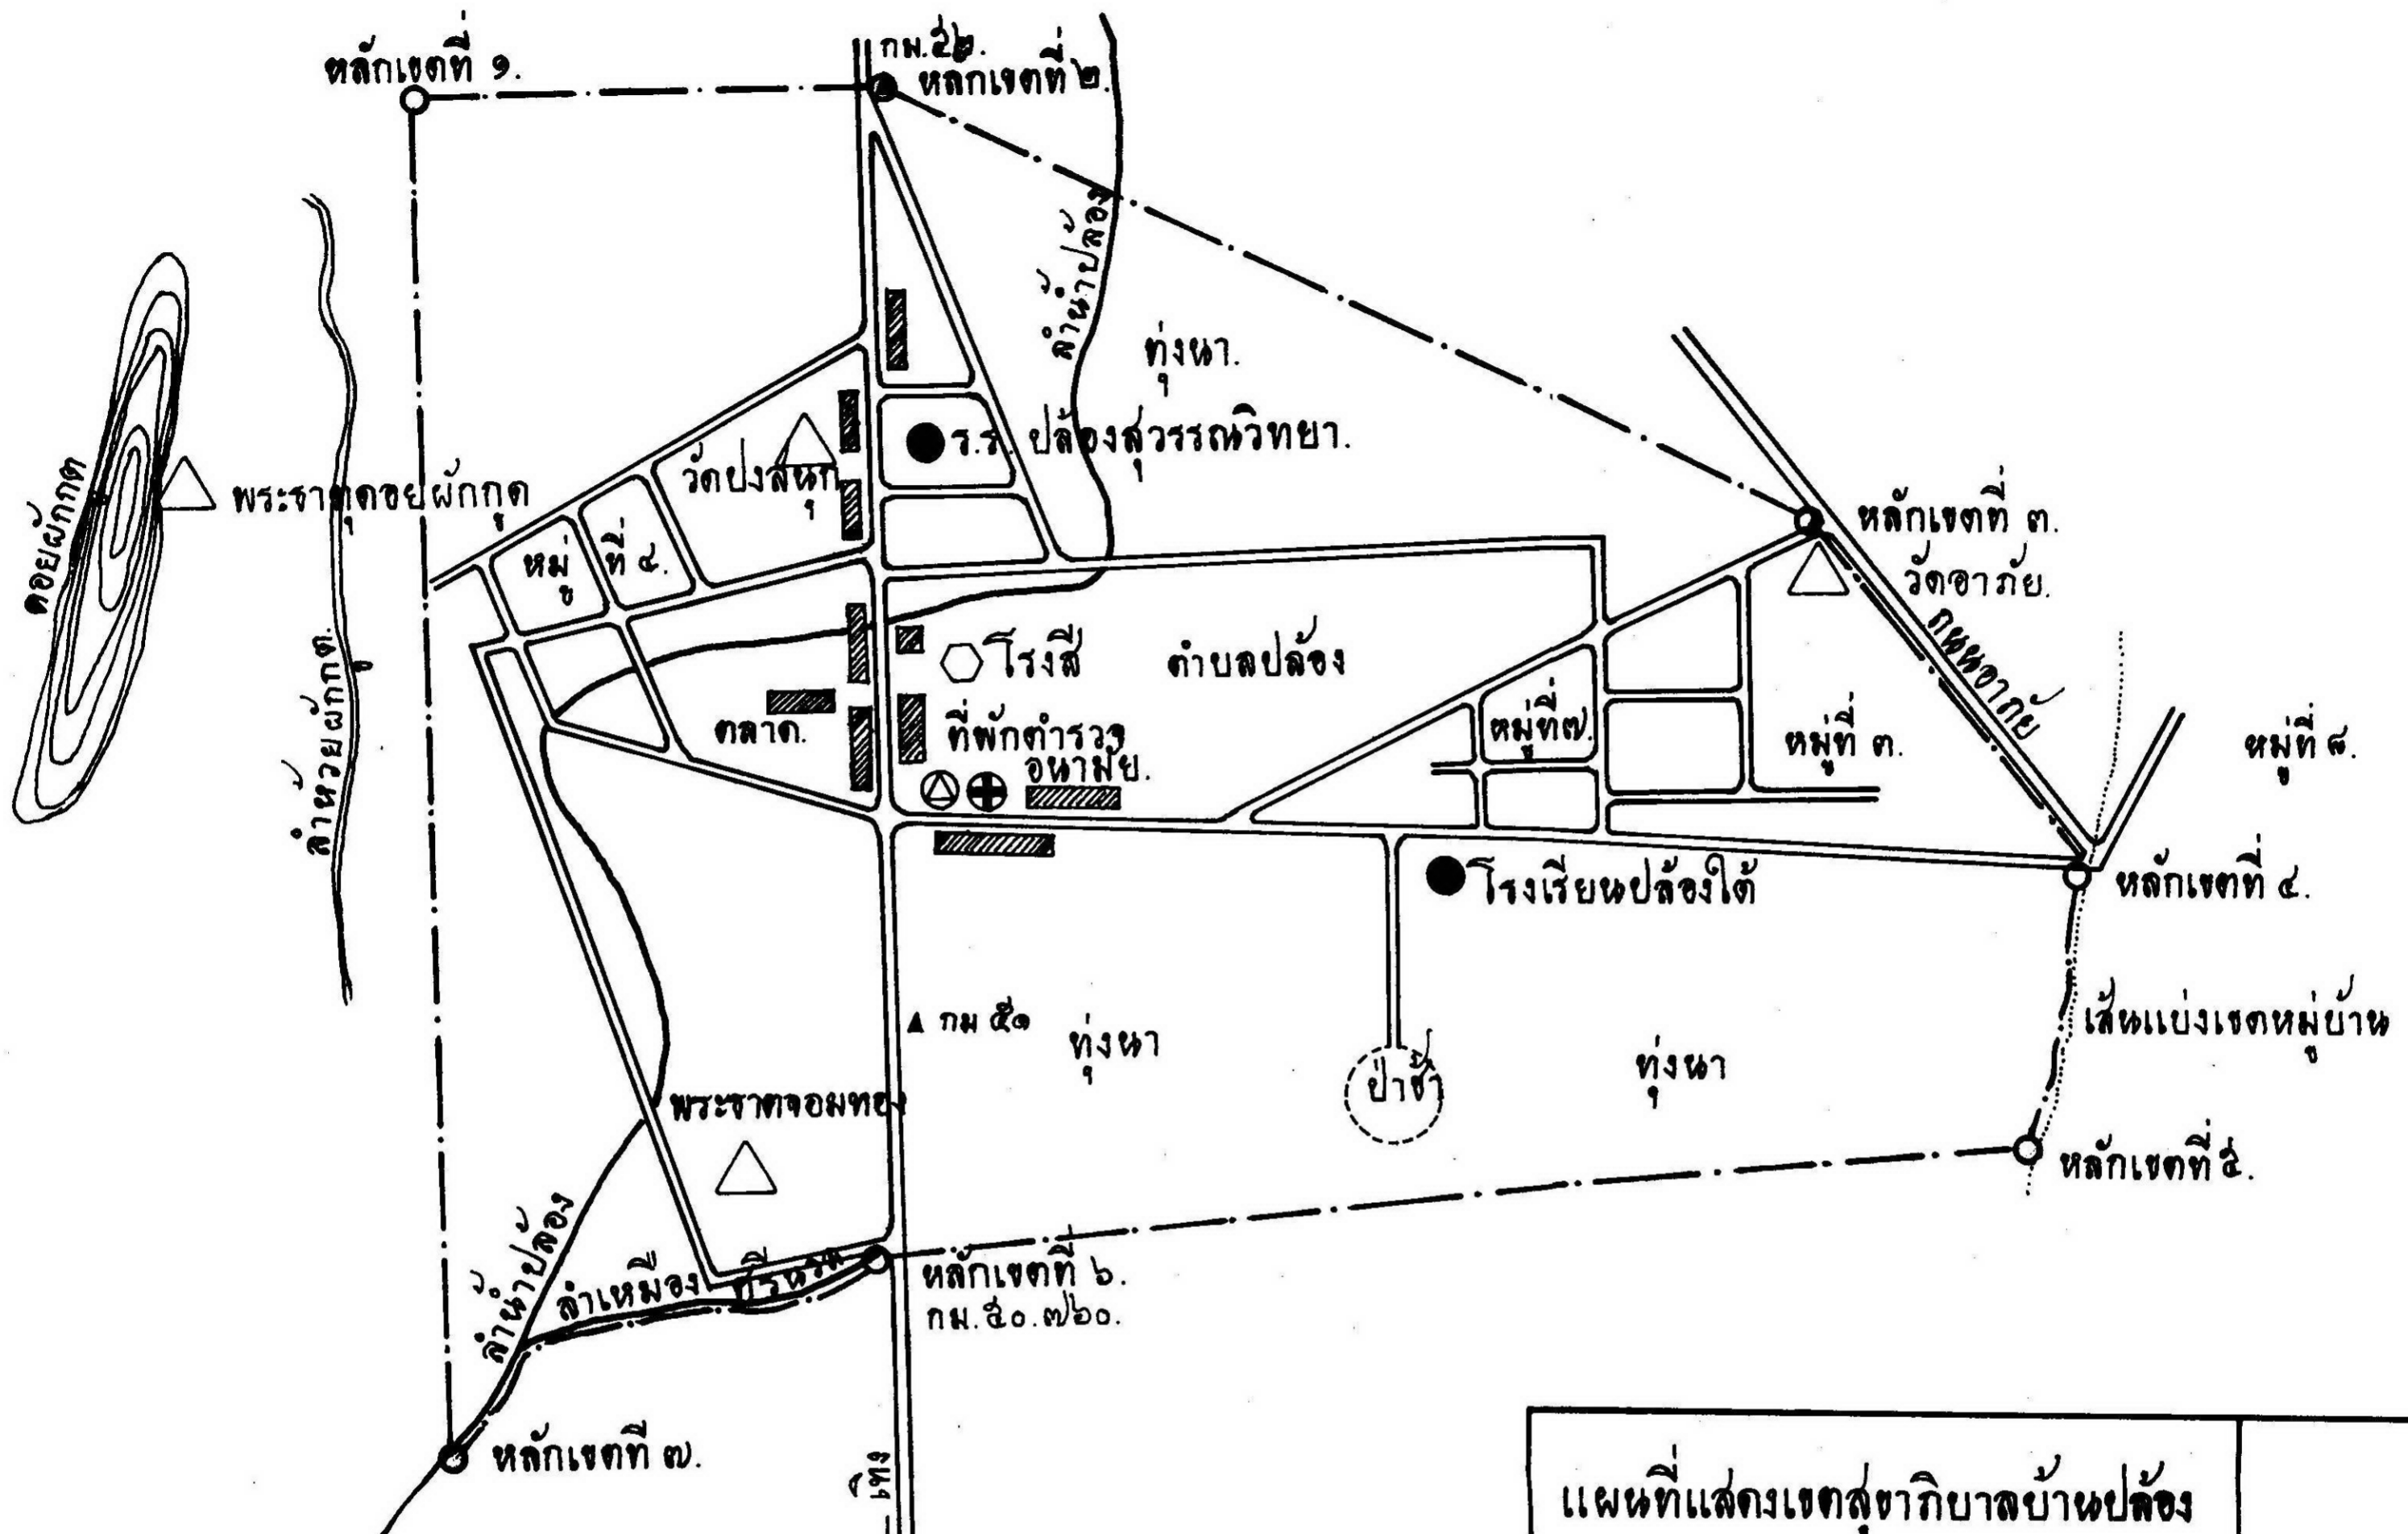 กม.๕๒.
หลักเขตที่ ๑.
หลักเขตที่ ๒.
ลำน้ำปล้อง
ทุ่งนา.
ร.ร. ปล้องสุวรรณวิทยา.
วัดปงสนุก
ดอยผักกูด
พระธาตุดอยผักกูด
หมู่ ที่ ๔.
หลักเขตที่ ๓.
วัดอาภัย.
ถนนอาภัย
ลำห้วยผักกูด.
โรงสี
ตำบลปล้อง
ตลาด.
ที่พักตำรวจ
อนามัย.
หมู่ที่๗.
หมู่ที่ ๓.
หมู่ที่ ๘.
โรงเรียนปล้องใต้
หลักเขตที่ ๔.
กม ๕๑
ทุ่งนา
ป่าช้า
ทุ่งนา
เส้นแบ่งเขตหมู่บ้าน
พระธาตุจอมทอง
หลักเขตที่ ๕.
ลำน้ำปล้อง
ลำเหมือง
หลักเขตที่ ๖.
กม.๕๐.๗๖๐.
หลักเขตที่ ๗.
แผนที่แสดงเขตสุขาภิบาลบ้านปล้อง